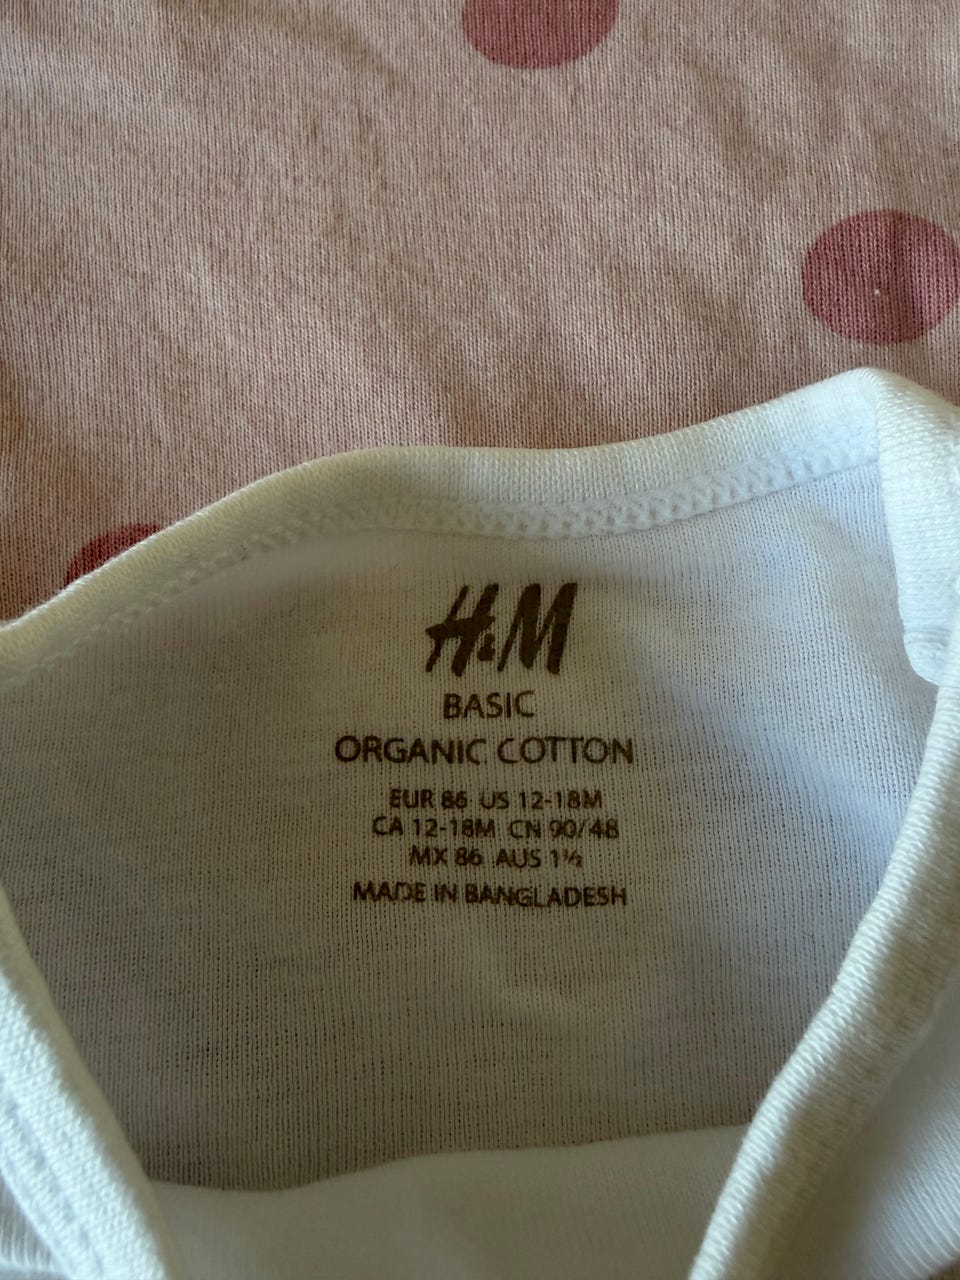 H&M
BASIC
ORGANIC COTTON
EUR 86 US 12-18M
CA 12-18M CN 90/48
MX 86 AUS 1½
MADE IN BANGLADESH